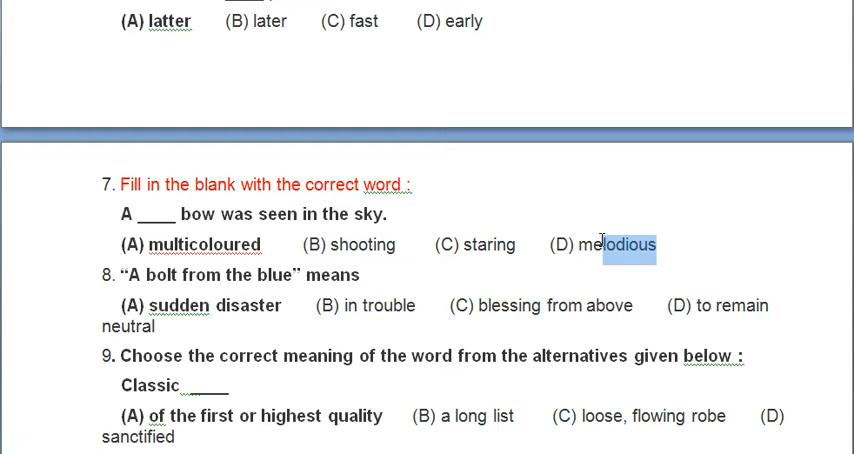 (A) latter (B) later (C) fast (D) early
7. Fill in the blank with the correct word :
A ____ bow was seen in the sky.
(A) multicoloured (B) shooting (C) staring (D) melodious
8. “A bolt from the blue” means
(A) sudden disaster (B) in trouble (C) blessing from above (D) to remain
neutral
9. Choose the correct meaning of the word from the alternatives given below :
Classic ____
(A) of the first or highest quality (B) a long list (C) loose, flowing robe (D)
sanctified